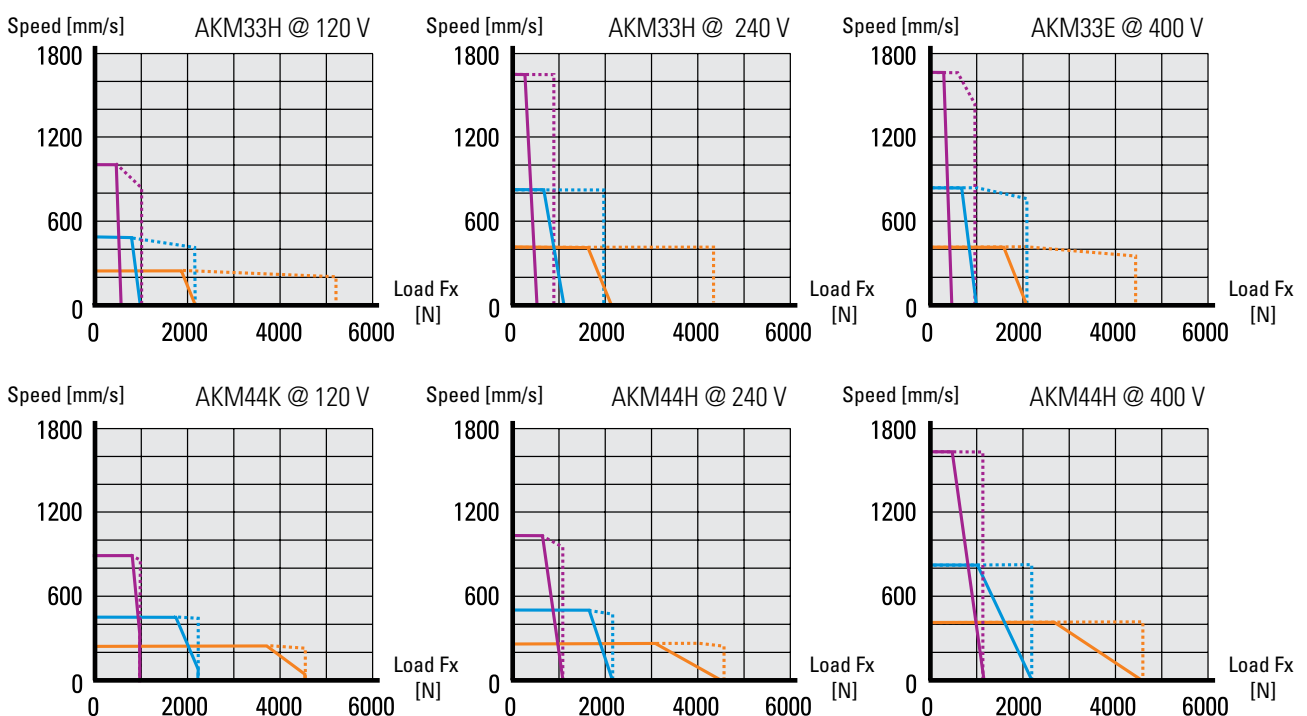 Speed [mm/s] AKM33H @ 120 V
1800
1200
600
0
Load Fx
[N]
0 2000 4000 6000
Speed [mm/s] AKM33H @ 240 V
1800
1200
600
0
Load Fx
[N]
0 2000 4000 6000
Speed [mm/s] AKM33E @ 400 V
1800
1200
600
0
Load Fx
[N]
0 2000 4000 6000
Speed [mm/s] AKM44K @ 120 V
1800
1200
600
0
Load Fx
[N]
0 2000 4000 6000
Speed [mm/s] AKM44H @ 240 V
1800
1200
600
0
Load Fx
[N]
0 2000 4000 6000
Speed [mm/s] AKM44H @ 400 V
1800
1200
600
0
Load Fx
[N]
0 2000 4000 6000